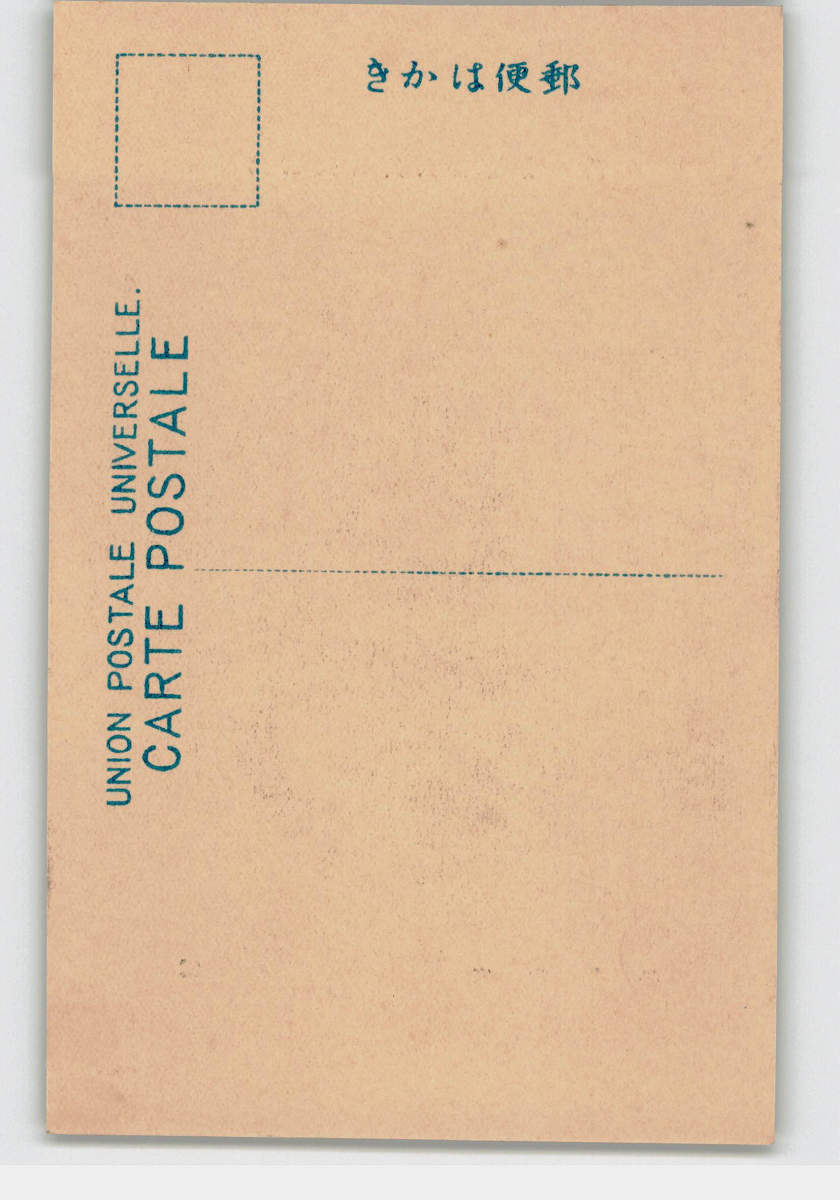 郵便はかき
UNION POSTALE UNIVERSELLE.
CARTE POSTALE